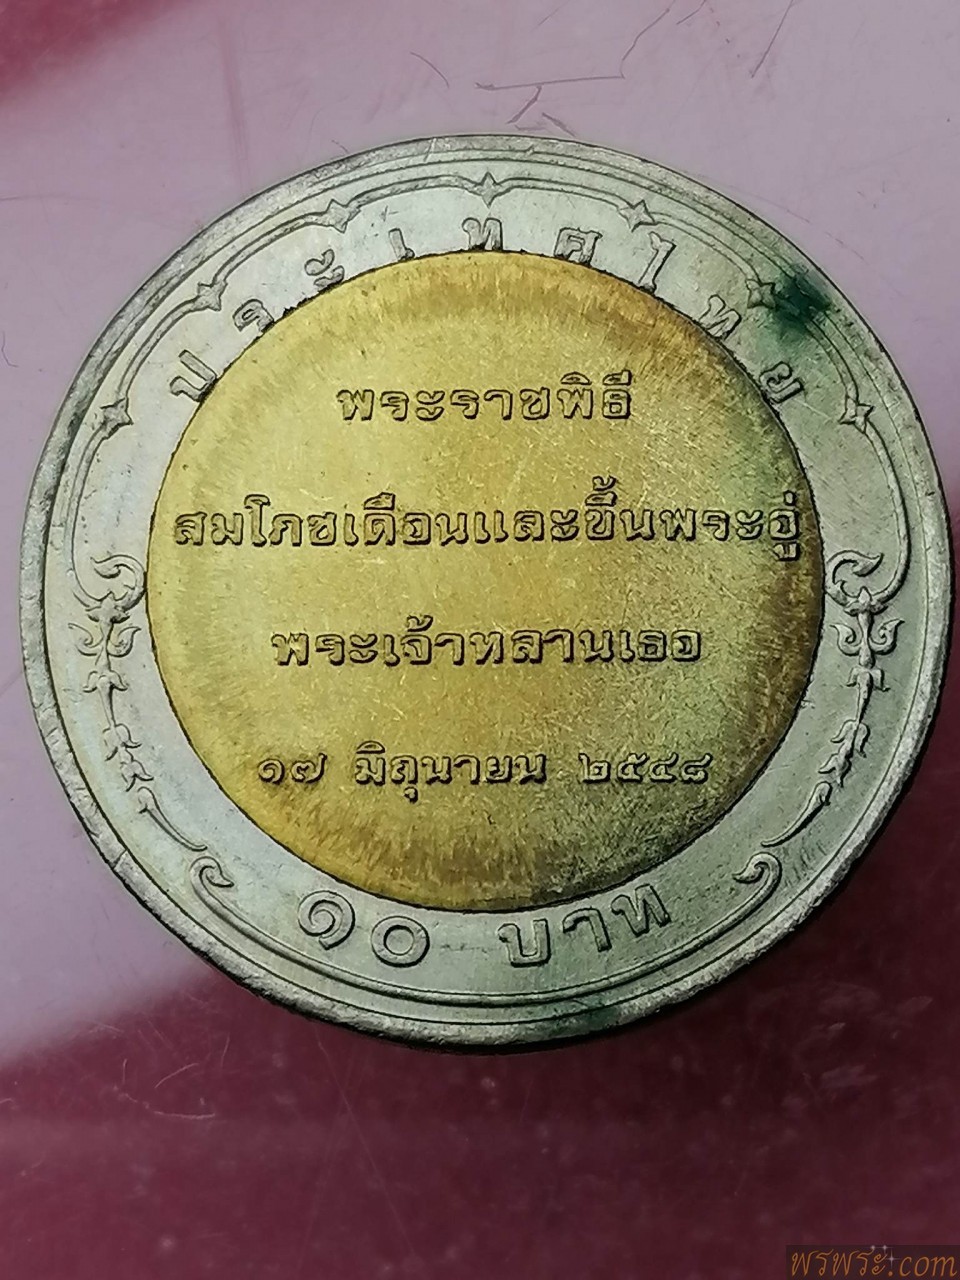 ประเทศไทย
พระราชพิธี
สมโภชเดือนและขึ้นพระอู่
พระเจ้าหลานเธอ
๑๗ มิถุนายน ๒๕๔๘
๑๐ บาท
พรพระ.com